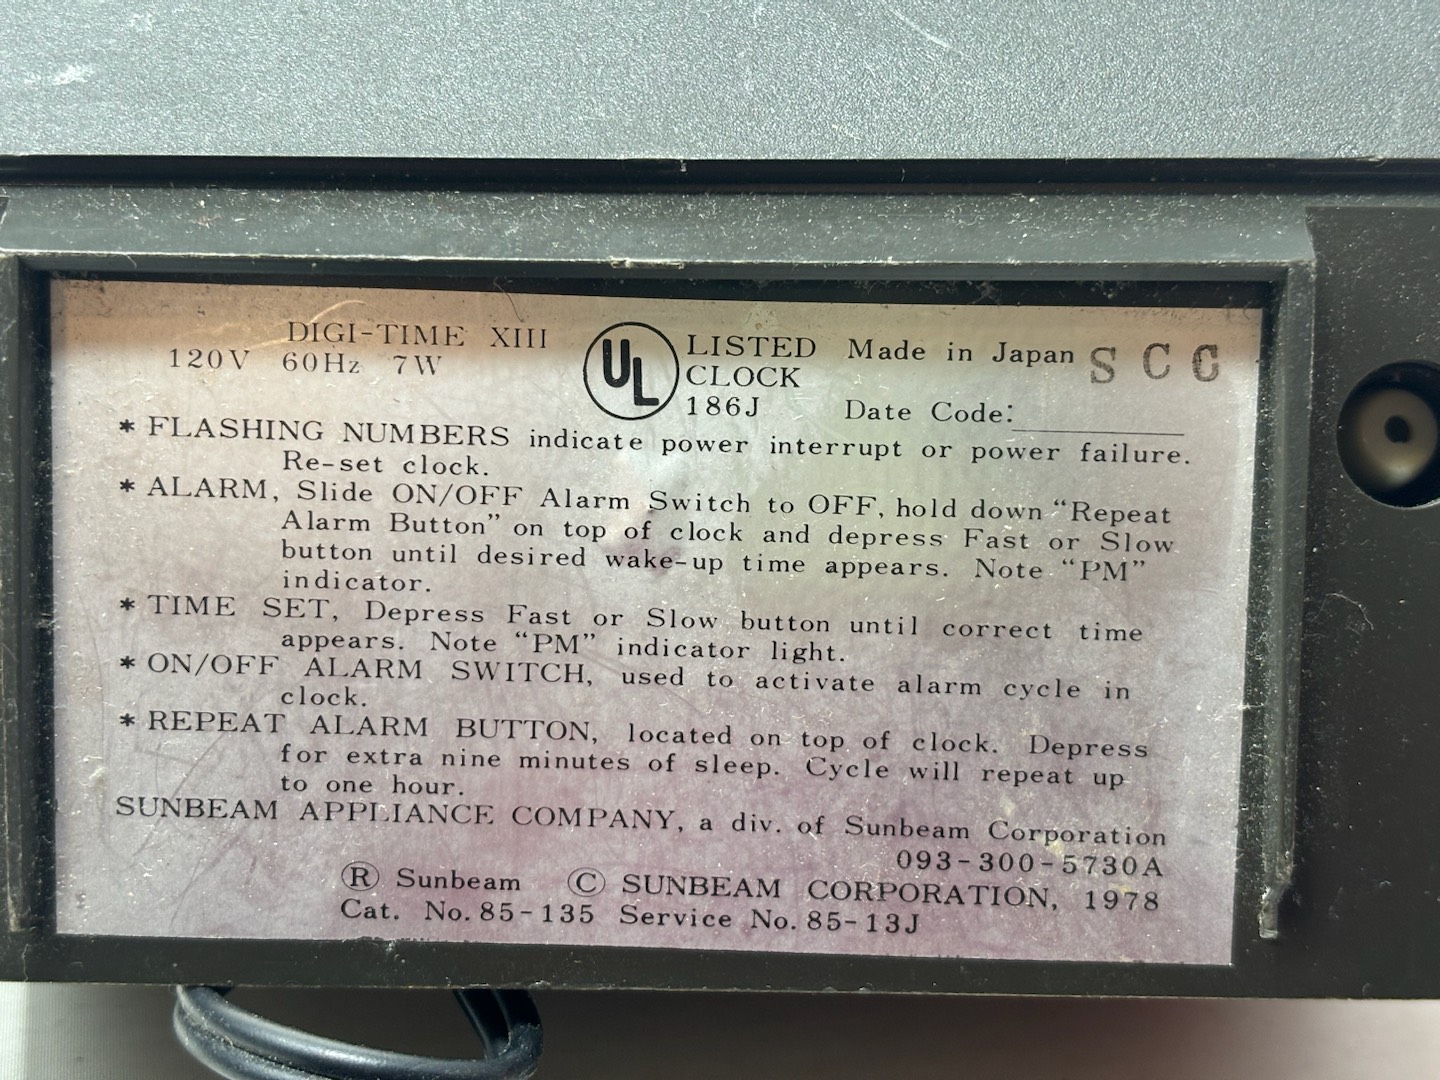 DIGI-TIME XIII
120V 60Hz 7W
UL
LISTED
CLOCK
186J
Made in Japan
SCC
Date Code:
* FLASHING NUMBERS indicate power interrupt or power failure.
Re-set clock.
* ALARM, Slide ON/OFF Alarm Switch to OFF, hold down “Repeat
Alarm Button” on top of clock and depress Fast or Slow
button until desired wake-up time appears. Note “PM”
indicator.
* TIME SET, Depress Fast or Slow button until correct time
appears. Note “PM” indicator light.
* ON/OFF ALARM SWITCH, used to activate alarm cycle in
clock.
* REPEAT ALARM BUTTON, located on top of clock. Depress
for extra nine minutes of sleep. Cycle will repeat up
to one hour.
SUNBEAM APPLIANCE COMPANY, a div. of Sunbeam Corporation
093-300-5730A
® Sunbeam © SUNBEAM CORPORATION, 1978
Cat. No. 85-135 Service No. 85-13J